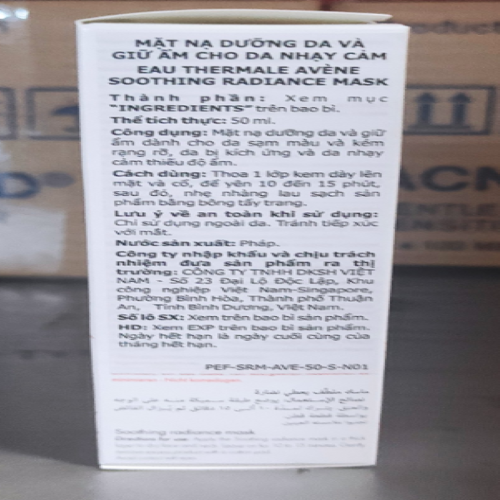 MẶT NẠ DƯỠNG DA VÀ
GIỮ ẨM CHO DA NHẠY CẢM
EAU THERMALE AVÈNE
SOOTHING RADIANCE MASK
Thành phần: Xem mục
"INGREDIENTS" trên bao bì.
Thể tích thực: 50 ml.
Công dụng: Mặt nạ dưỡng da và giữ
ẩm dành cho da sạm màu và kém
rạng rỡ, da bị kích ứng và da nhạy
cảm thiếu độ ẩm.
Cách dùng: Thoa 1 lớp kem dày lên
mặt và cổ, để yên 10 đến 15 phút,
sau đó, nhẹ nhàng lau sạch sản
phẩm bằng bông tẩy trang.
Lưu ý về an toàn khi sử dụng:
Chỉ sử dụng ngoài da. Tránh tiếp xúc
với mắt.
Nước sản xuất: Pháp.
Công ty nhập khẩu và chịu trách
nhiệm đưa sản phẩm ra thị
trường: CÔNG TY TNHH DKSH VIỆT
NAM - Số 23 Đại Lộ Độc Lập, Khu
công nghiệp Việt Nam-Singapore,
Phường Bình Hòa, Thành phố Thuận
An, Tỉnh Bình Dương, Việt Nam.
Số lô SX: Xem trên bao bì sản phẩm.
HD: Xem EXP trên bao bì sản phẩm.
Ngày hết hạn là ngày cuối cùng của
tháng hết hạn.
PEF-SRM-AVE-50-S-N01
Soothing radiance mask
Directions for use: